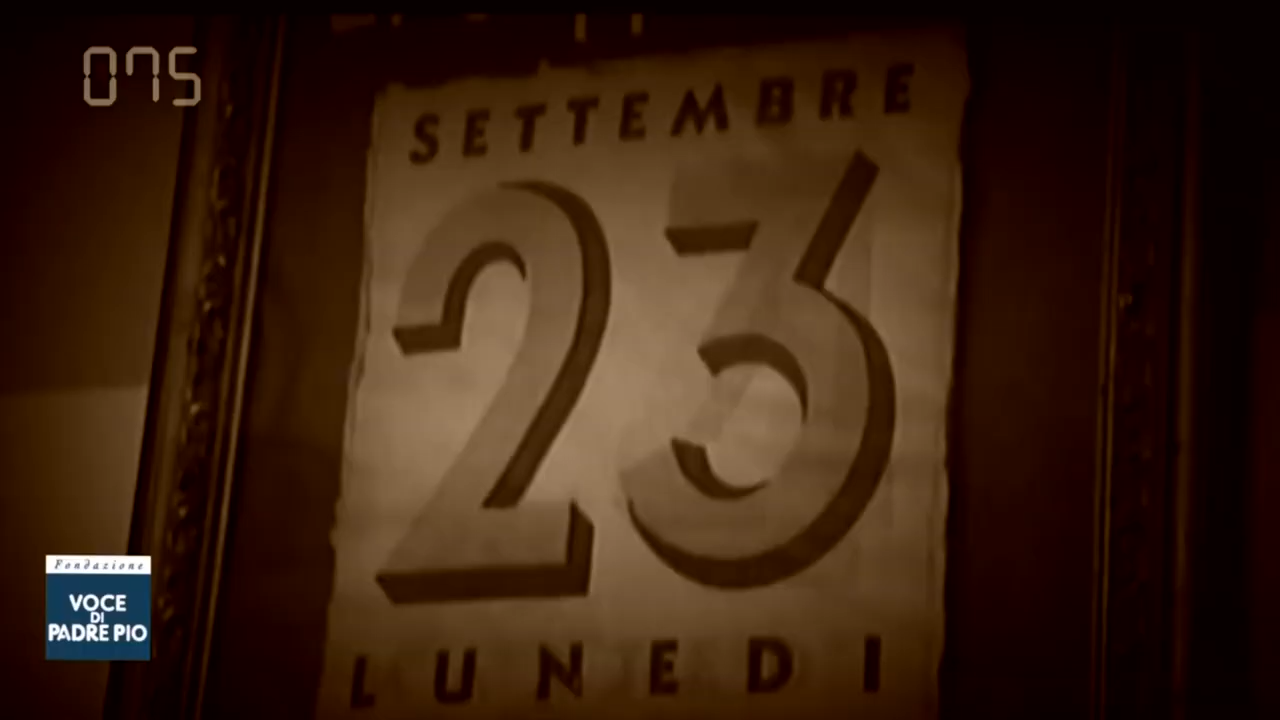 075
SETTEMBRE
23
LUNEDI
Fondazione
VOCE
DI
PADRE PIO